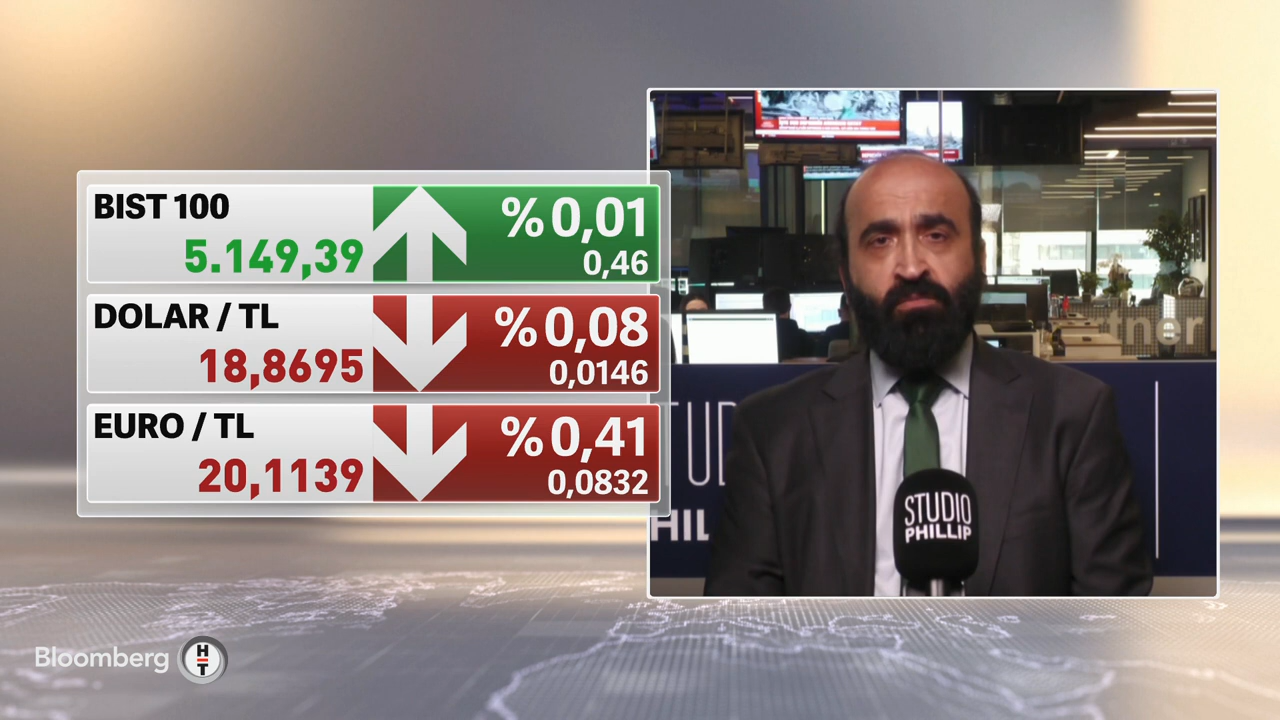 BIST 100
5.149,39
%0,01
0,46
DOLAR / TL
18,8695
%0,08
0,0146
EURO / TL
20,1139
%0,41
0,0832
STUDIO
PHILLIP
Bloomberg HT